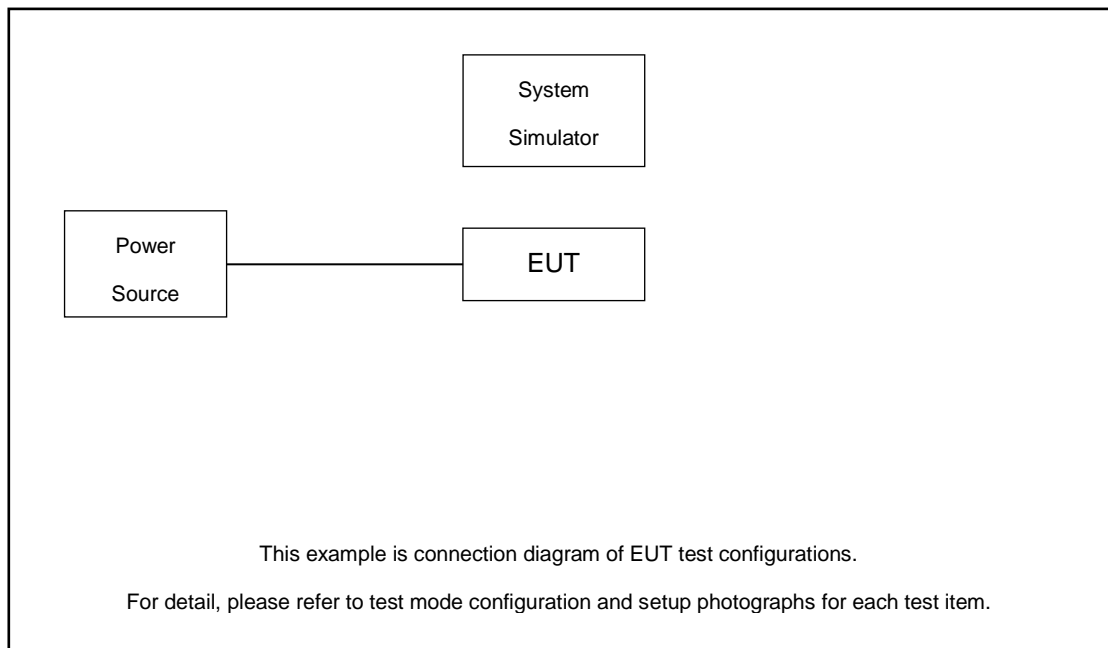 System
Simulator
Power
Source
EUT
This example is connection diagram of EUT test configurations.
For detail, please refer to test mode configuration and setup photographs for each test item.